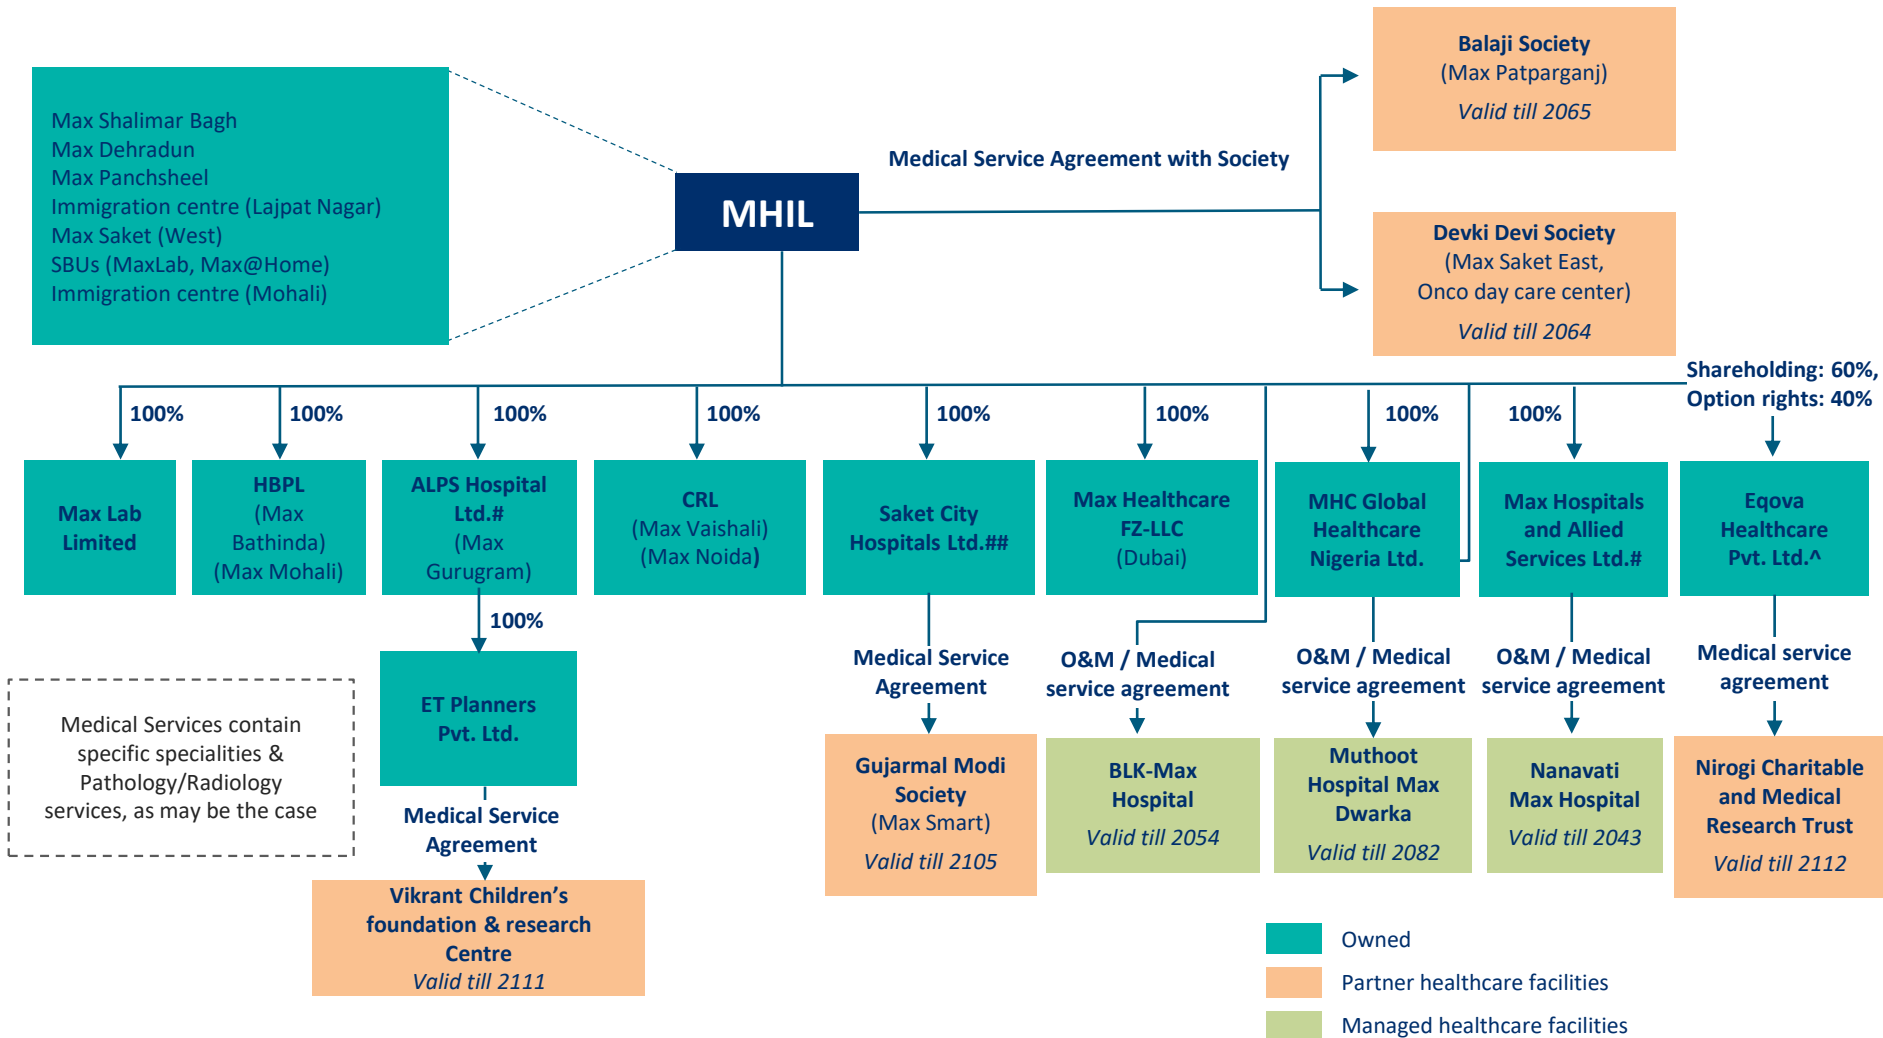 Balaji Society
(Max Patparganj)
Valid till 2065
Max Shalimar Bagh
Max Dehradun
Max Panchsheel
Immigration centre (Lajpat Nagar)
Max Saket (West)
SBUs (MaxLab, Max@Home)
Immigration centre (Mohali)
Medical Service Agreement with Society
MHIL
Devki Devi Society
(Max Saket East,
Onco day care center)
Valid till 2064
Shareholding: 60%,
Option rights: 40%
100%
100%
100%
100%
100%
100%
100%
100%
Max Lab
Limited
HBPL
(Max
Bathinda)
(Max Mohali)
ALPS Hospital
Ltd.#
(Max
Gurugram)
CRL
(Max Vaishali)
(Max Noida)
Saket City
Hospitals Ltd.##
Max Healthcare
FZ-LLC
(Dubai)
MHC Global
Healthcare
Nigeria Ltd.
Max Hospitals
and Allied
Services Ltd.#
Eqova
Healthcare
Pvt. Ltd.^
100%
Medical Service
Agreement
O&M / Medical
service agreement
O&M / Medical
service agreement
O&M / Medical
service agreement
Medical service
agreement
Medical Services contain
specific specialities &
Pathology/Radiology
services, as may be the case
ET Planners
Pvt. Ltd.
Gujarmal Modi
Society
(Max Smart)
Valid till 2105
BLK-Max
Hospital
Valid till 2054
Muthoot
Hospital Max
Dwarka
Valid till 2082
Nanavati
Max Hospital
Valid till 2043
Nirogi Charitable
and Medical
Research Trust
Valid till 2112
Medical Service
Agreement
Vikrant Children’s
foundation & research
Centre
Valid till 2111
Owned
Partner healthcare facilities
Managed healthcare facilities